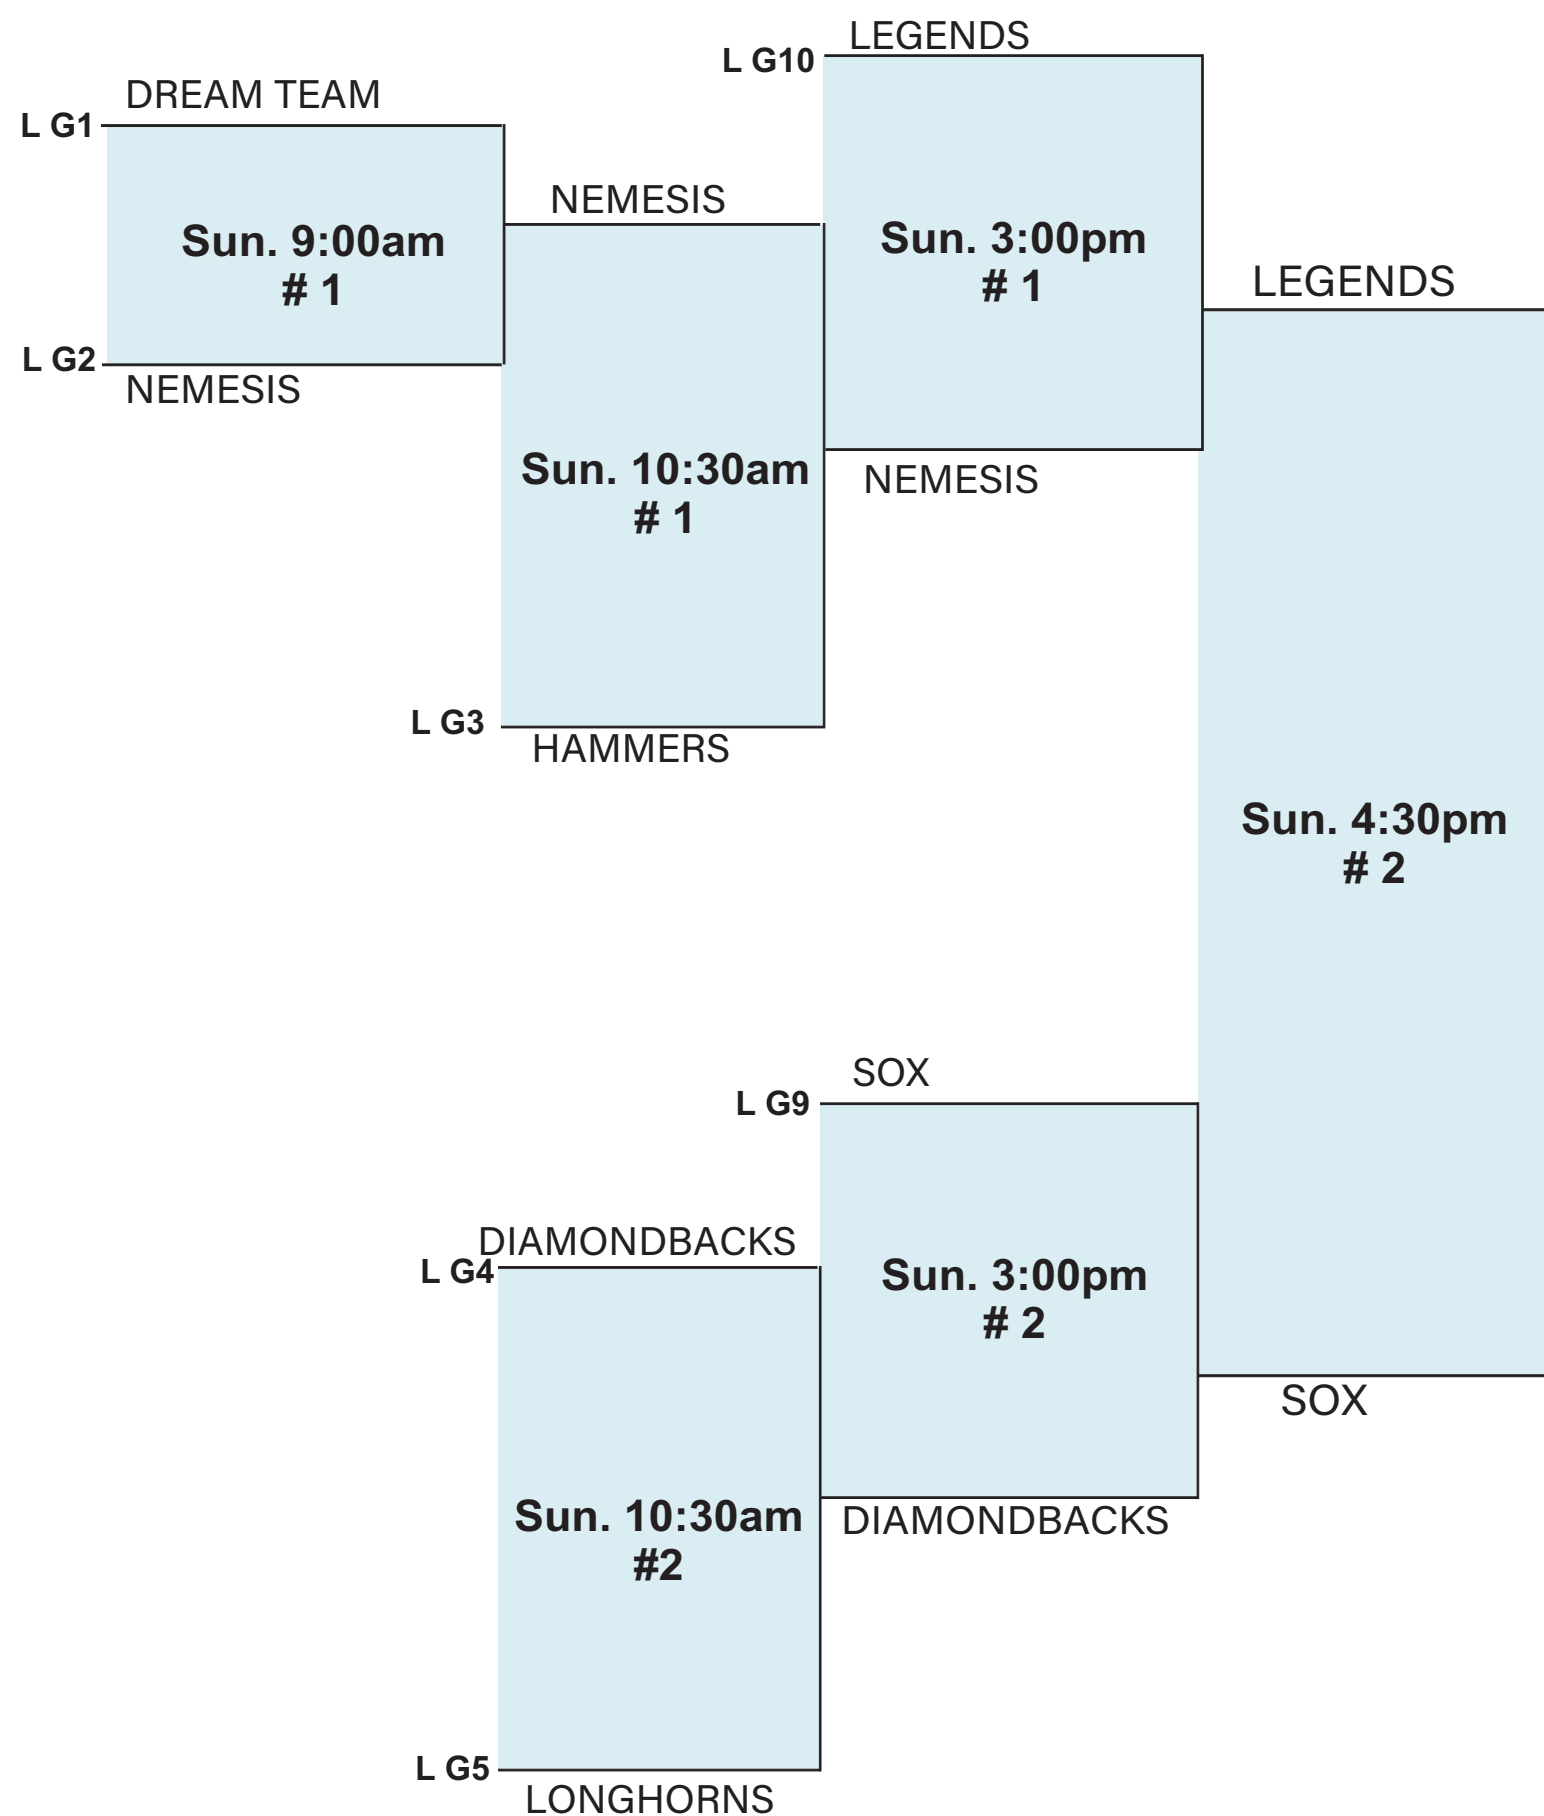 LEGENDS
L G10
DREAM TEAM
L G1
NEMESIS
Sun. 9:00am
# 1
Sun. 3:00pm
# 1
LEGENDS
L G2
NEMESIS
Sun. 10:30am
# 1
NEMESIS
L G3
HAMMERS
Sun. 4:30pm
# 2
SOX
L G9
DIAMONDBACKS
L G4
Sun. 3:00pm
# 2
SOX
Sun. 10:30am
#2
DIAMONDBACKS
L G5
LONGHORNS